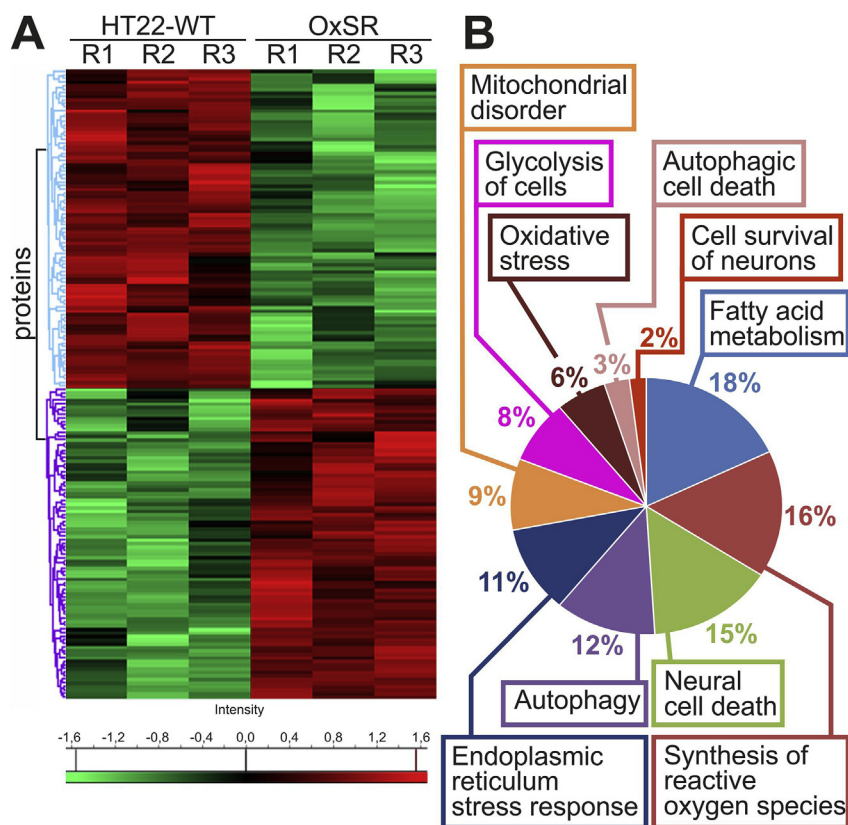 A
HT22-WT
OxSR
R1 R2 R3 R1 R2 R3
proteins
Intensity
-1,6 -1,2 -0,8 -0,4 0,0 0,4 0,8 1,2 1,6
B
Mitochondrial
disorder
Glycolysis
of cells
Autophagic
cell death
Oxidative
stress
Cell survival
of neurons
Fatty acid
metabolism
2%
3%
6%
18%
8%
9%
16%
11%
12%
15%
Autophagy
Neural
cell death
Endoplasmic
reticulum
stress response
Synthesis of
reactive
oxygen species